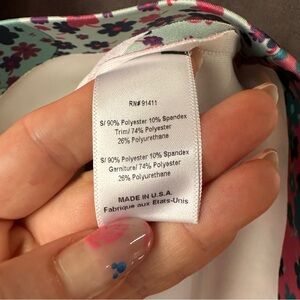 RN# 91411
S/ 90% Polyester 10% Spandex
Trim/ 74% Polyester
26% Polyurethane
S/ 90% Polyester 10% Spandex
Garniture/ 74% Polyester
26% Polyurethane
MADE IN U.S.A.
Fabriqué aux États-Unis